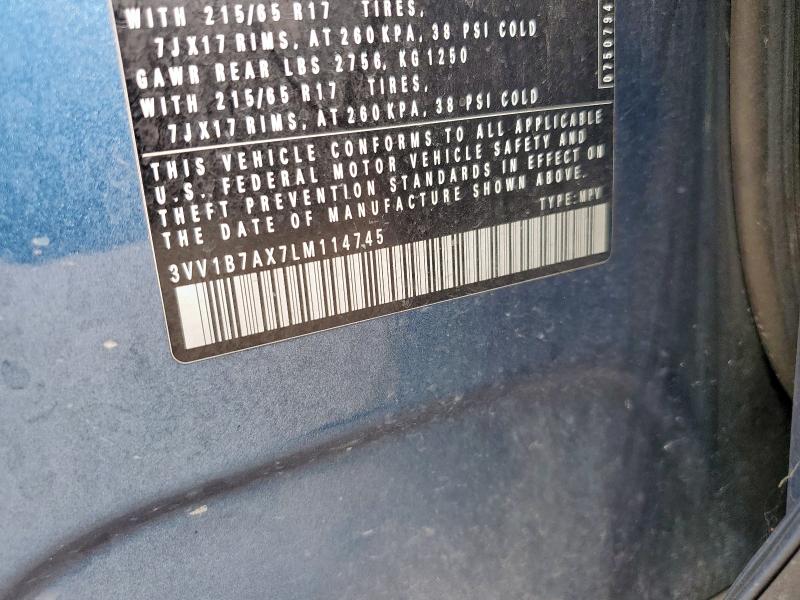 WITH 215/65 R17 TIRES,
7JX17 RIMS, AT 260 KPA, 38 PSI COLD
GAWR REAR LBS 2756, KG 1250
WITH 215/65 R17 TIRES,
7JX17 RIMS, AT 260 KPA, 38 PSI COLD
THIS VEHICLE CONFORMS TO ALL APPLICABLE
U.S. FEDERAL MOTOR VEHICLE SAFETY AND
THEFT PREVENTION STANDARDS IN EFFECT ON
THE DATE OF MANUFACTURE SHOWN ABOVE.
TYPE:MPV
3VV1B7AX7LM114745
0750794